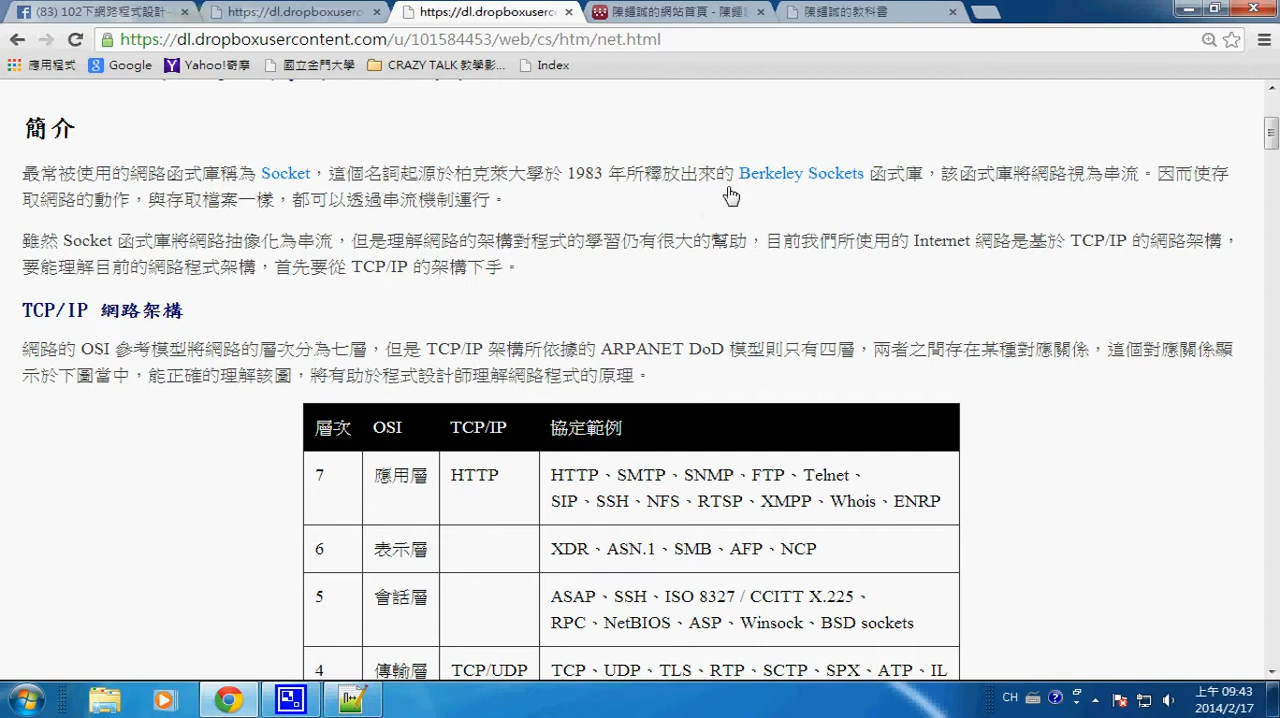 (83) 102下網路程式設計-
https://dl.dropboxuserc
https://dl.dropboxuserc
陳鍾誠的網站首頁 - 陳鍾
陳鍾誠的教科書
https://dl.dropboxusercontent.com/u/101584453/web/cs/htm/net.html
應用程式 Google Yahoo!奇摩 國立金門大學 CRAZY TALK 教學影... Index
簡介
最常被使用的網路函式庫稱為 Socket，這個名詞起源於柏克萊大學於 1983 年所釋放出來的 Berkeley Sockets 函式庫，該函式庫將網路視為串流。因而使存
取網路的動作，與存取檔案一樣，都可以透過串流機制運行。
雖然 Socket 函式庫將網路抽像化為串流，但是理解網路的架構對程式的學習仍有很大的幫助，目前我們所使用的 Internet 網路是基於 TCP/IP 的網路架構，
要能理解目前的網路程式架構，首先要從 TCP/IP 的架構下手。
TCP/IP 網路架構
網路的 OSI 參考模型將網路的層次分為七層，但是 TCP/IP 架構所依據的 ARPANET DoD 模型則只有四層，兩者之間存在某種對應關係，這個對應關係顯
示於下圖當中，能正確的理解該圖，將有助於程式設計師理解網路程式的原理。
層次 OSI TCP/IP 協定範例
7 應用層 HTTP HTTP、SMTP、SNMP、FTP、Telnet、
SIP、SSH、NFS、RTSP、XMPP、Whois、ENRP
6 表示層 XDR、ASN.1、SMB、AFP、NCP
5 會話層 ASAP、SSH、ISO 8327 / CCITT X.225、
RPC、NetBIOS、ASP、Winsock、BSD sockets
4 傳輸層 TCP/UDP TCP、UDP、TLS、RTP、SCTP、SPX、ATP、IL
CH
上午 09:43
2014/2/17